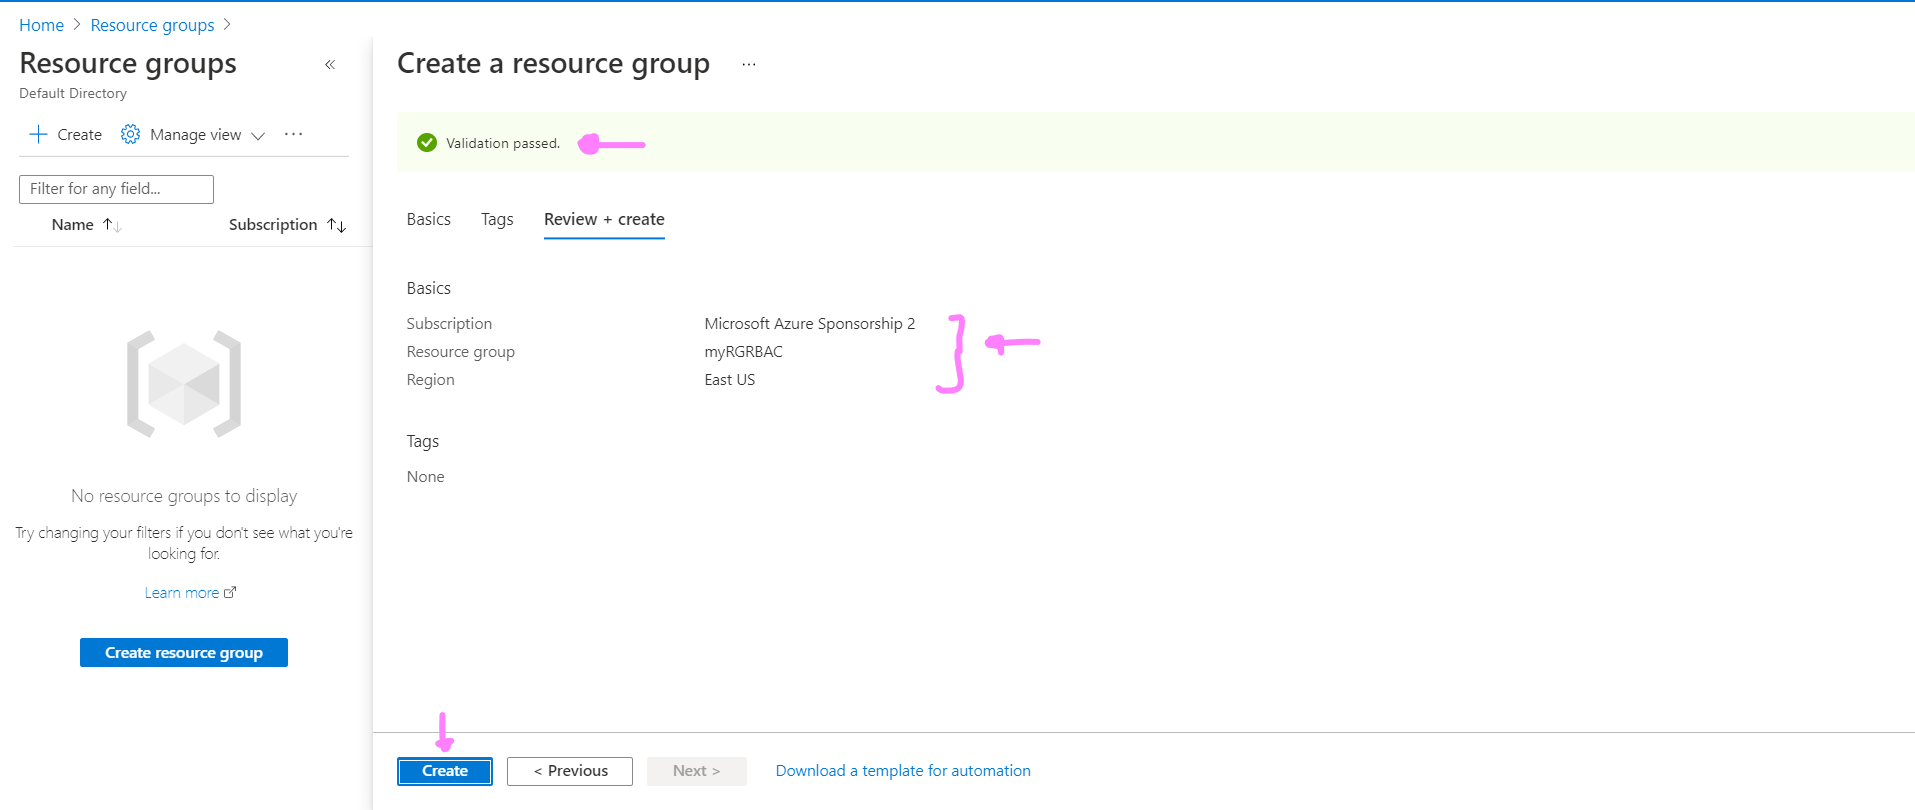 Home > Resource groups >
Resource groups «
Default Directory
+ Create Manage view ...
Filter for any field...
Name ↑↓ Subscription ↑↓
No resource groups to display
Try changing your filters if you don't see what you're
looking for.
Learn more
Create resource group
Create a resource group ...
Validation passed.
Basics Tags Review + create
Basics
Subscription Microsoft Azure Sponsorship 2
Resource group myRGRBAC
Region East US
Tags
None
Create < Previous Next > Download a template for automation